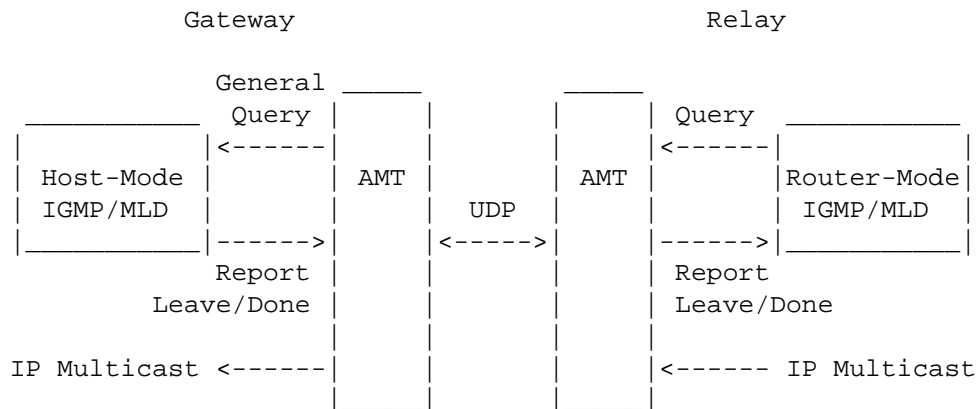 Gateway Relay
General
Query Query
Host-Mode AMT AMT Router-Mode
IGMP/MLD UDP IGMP/MLD
Report Report
Leave/Done Leave/Done
IP Multicast IP Multicast